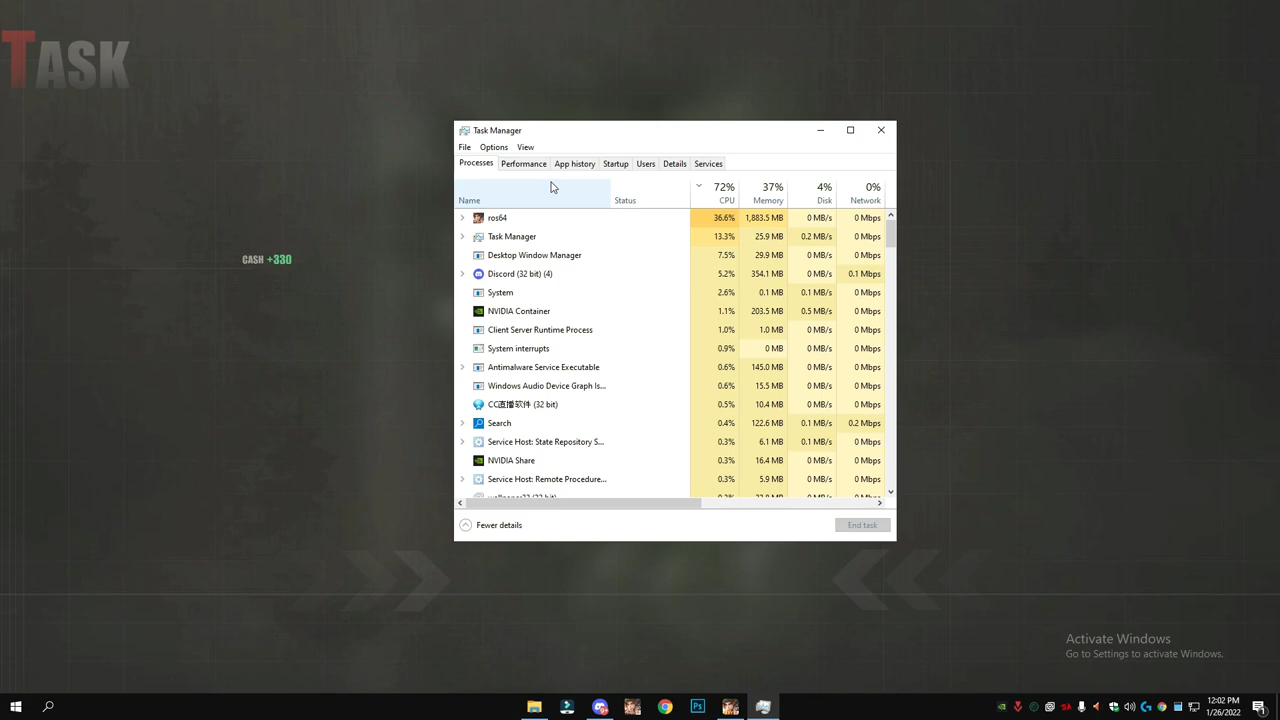 TASK
CASH +330
Task Manager
File Options View
Processes Performance App history Startup Users Details Services
72% 37% 4% 0%
Name Status CPU Memory Disk Network
ros64 36.6% 1,883.5 MB 0 MB/s 0 Mbps
Task Manager 13.3% 25.9 MB 0.2 MB/s 0 Mbps
Desktop Window Manager 7.5% 29.9 MB 0 MB/s 0 Mbps
Discord (32 bit) (4) 5.2% 354.1 MB 0 MB/s 0.1 Mbps
System 2.6% 0.1 MB 0.1 MB/s 0 Mbps
NVIDIA Container 1.1% 203.5 MB 0.5 MB/s 0 Mbps
Client Server Runtime Process 1.0% 1.0 MB 0 MB/s 0 Mbps
System interrupts 0.9% 0 MB 0 MB/s 0 Mbps
Antimalware Service Executable 0.6% 145.0 MB 0 MB/s 0 Mbps
Windows Audio Device Graph Is... 0.6% 15.5 MB 0 MB/s 0 Mbps
CC直播软件 (32 bit) 0.5% 10.4 MB 0 MB/s 0 Mbps
Search 0.4% 122.6 MB 0.1 MB/s 0.2 Mbps
Service Host: State Repository S... 0.3% 6.1 MB 0.1 MB/s 0 Mbps
NVIDIA Share 0.3% 16.4 MB 0 MB/s 0 Mbps
Service Host: Remote Procedure... 0.3% 5.9 MB 0 MB/s 0 Mbps
Fewer details End task
Activate Windows
Go to Settings to activate Windows.
Ps
12:02 PM
1/26/2022